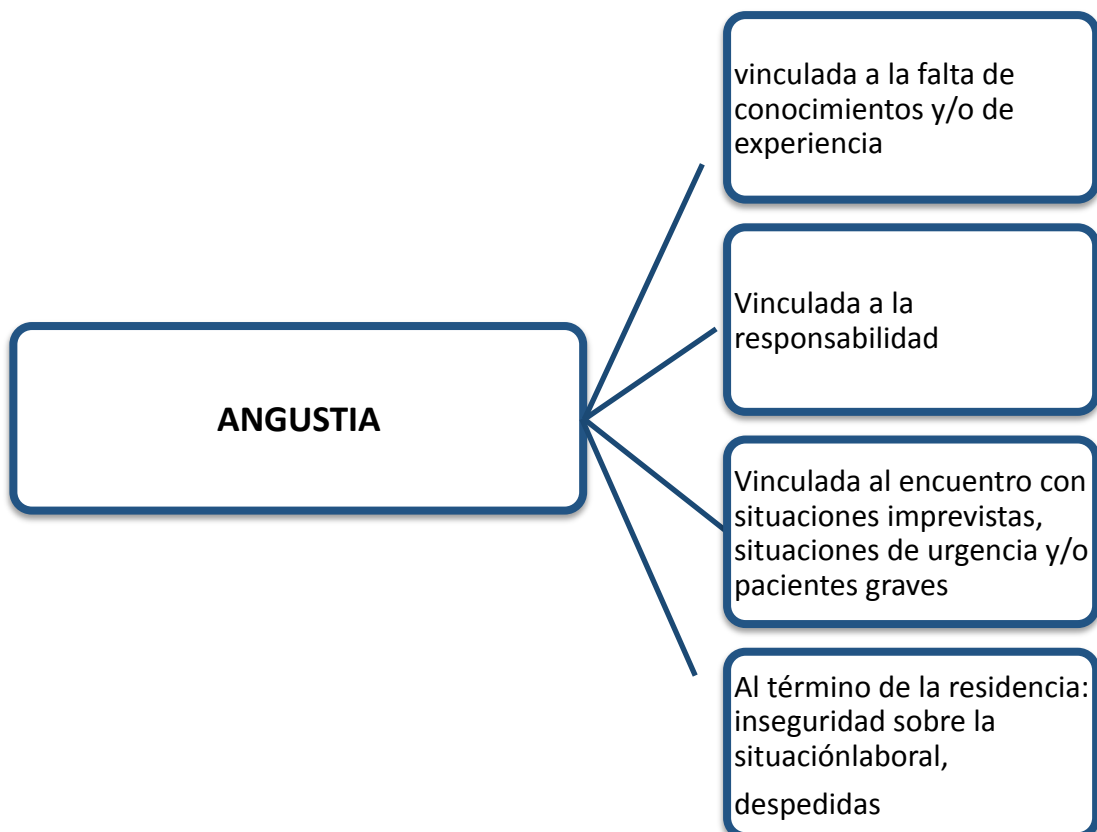 ANGUSTIA
vinculada a la falta de
conocimientos y/o de
experiencia
Vinculada a la
responsabilidad
Vinculada al encuentro con
situaciones imprevistas,
situaciones de urgencia y/o
pacientes graves
Al término de la residencia:
inseguridad sobre la
situaciónlaboral,
despedidas